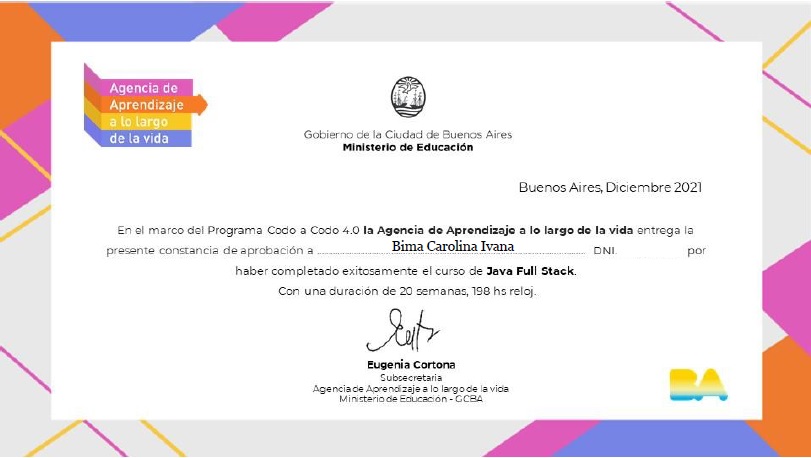 Agencia de
Aprendizaje
a lo largo
de la vida
Gobierno de la Ciudad de Buenos Aires
Ministerio de Educación
Buenos Aires, Diciembre 2021
En el marco del Programa Codo a Codo 4.0 la Agencia de Aprendizaje a lo largo de la vida entrega la
presente constancia de aprobación a Bima Carolina Ivana DNI. por
haber completado exitosamente el curso de Java Full Stack.
Con una duración de 20 semanas, 198 hs reloj.
Eugenia Cortona
Subsecretaria
Agencia de Aprendizaje a lo largo de la vida
Ministerio de Educación - GCBA
BA